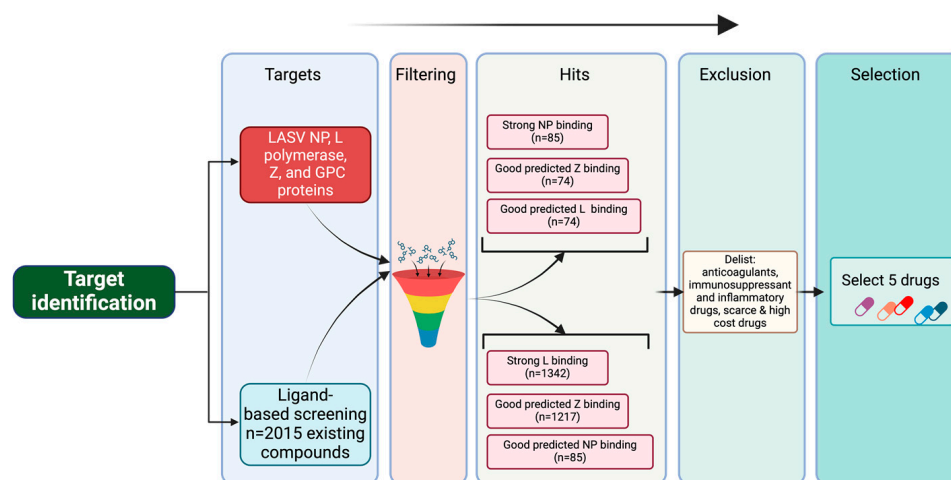 Targets
Filtering
Hits
Exclusion
Selection
LASV NP, L
polymerase,
Z, and GPC
proteins
Strong NP binding
(n=85)
Good predicted Z binding
(n=74)
Good predicted L binding
(n=74)
Target
identification
Delist:
anticoagulants,
immunosuppressant
and inflammatory
drugs, scarce & high
cost drugs
Select 5 drugs
Ligand-
based screening
n=2015 existing
compounds
Strong L binding
(n=1342)
Good predicted Z binding
(n=1217)
Good predicted NP binding
(n=85)